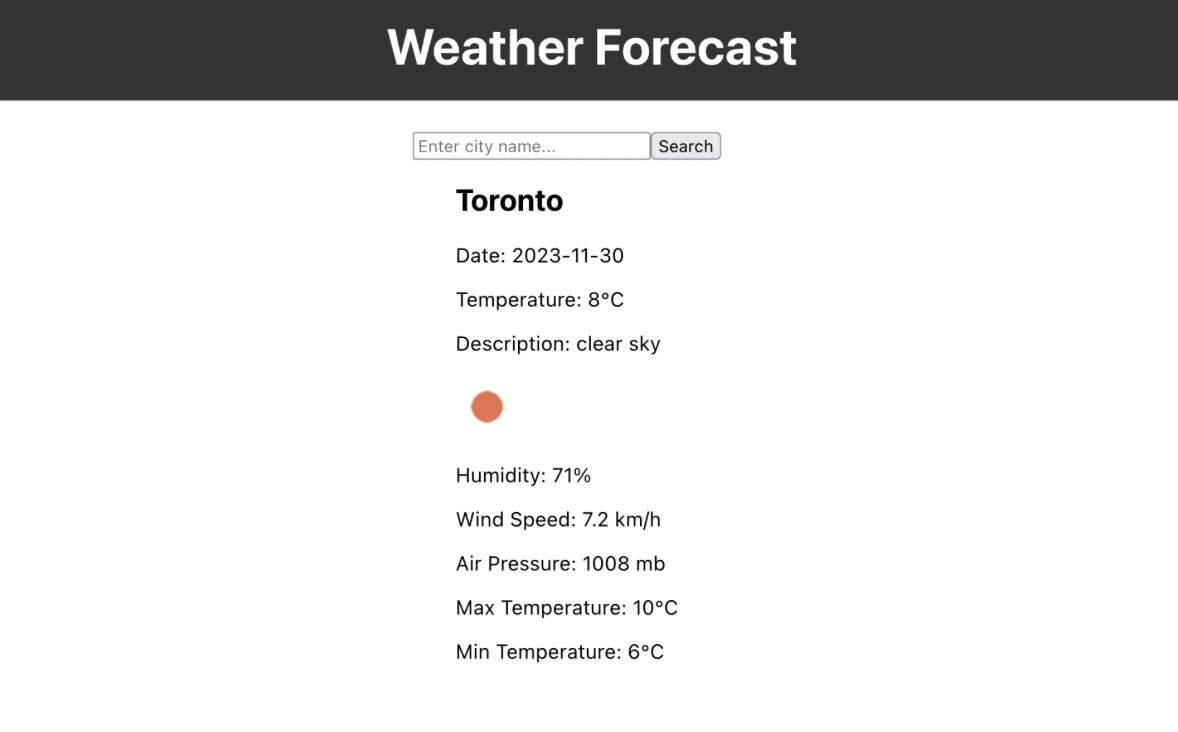 Weather Forecast
Enter city name...
Search
Toronto
Date: 2023-11-30
Temperature: 8°C
Description: clear sky
Humidity: 71%
Wind Speed: 7.2 km/h
Air Pressure: 1008 mb
Max Temperature: 10°C
Min Temperature: 6°C